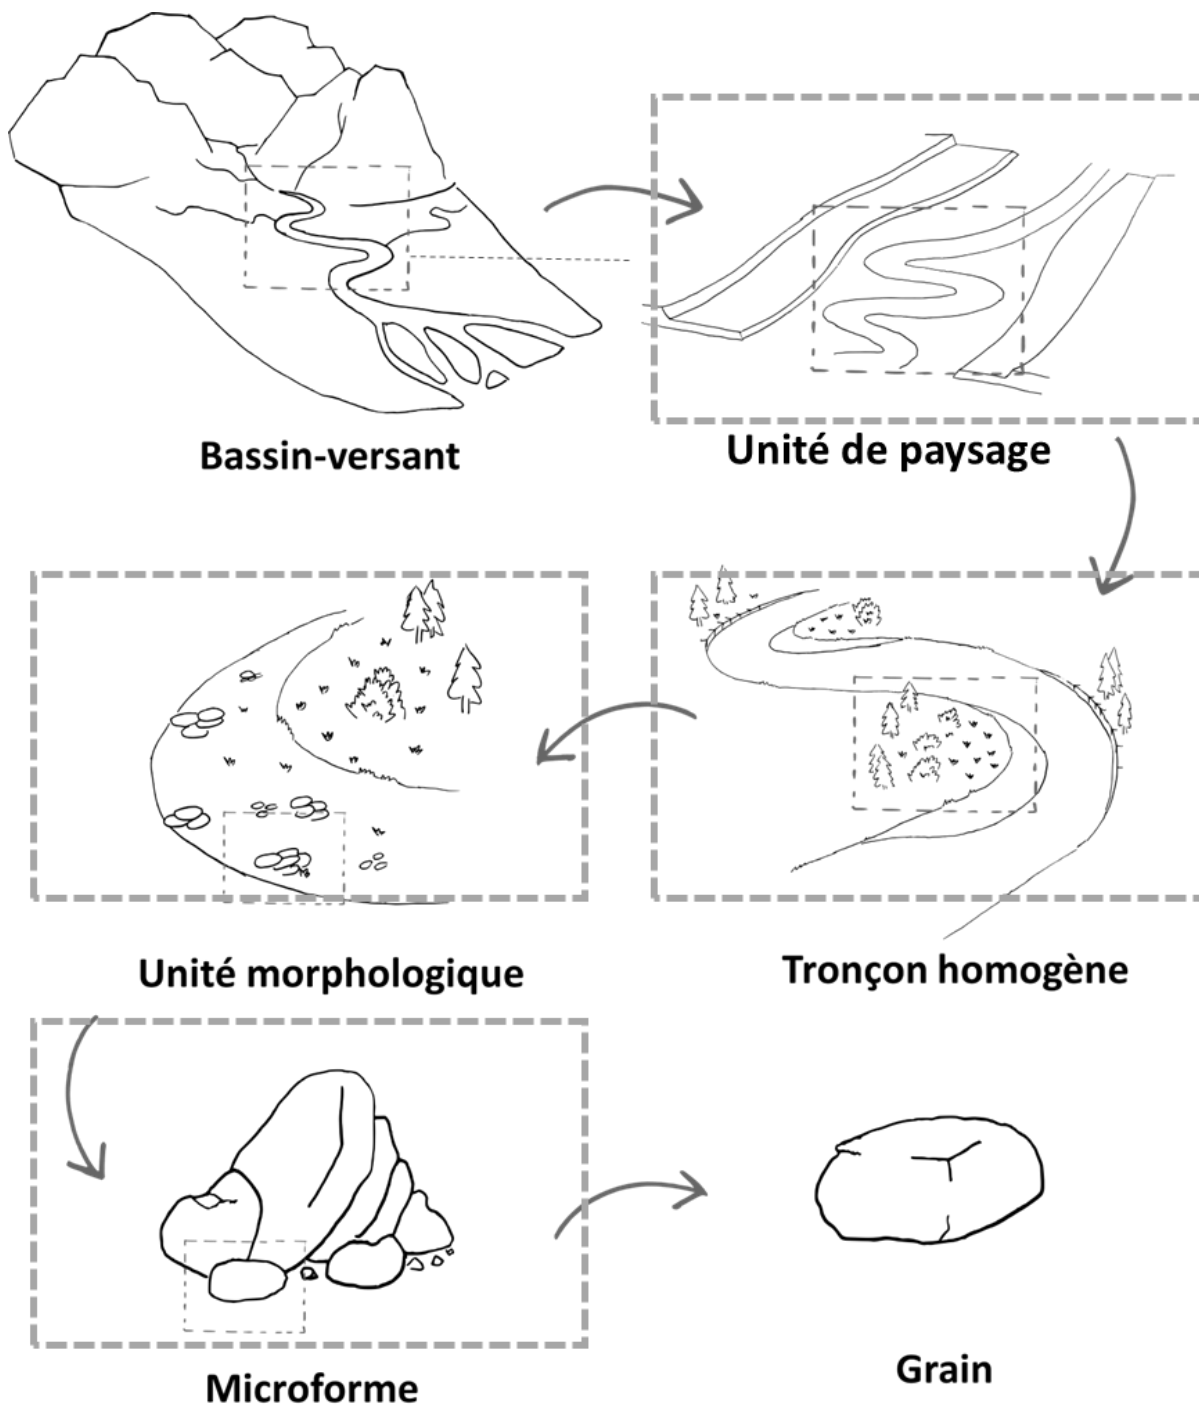 Bassin-versant
Unité de paysage
Unité morphologique
Tronçon homogène
Microforme
Grain